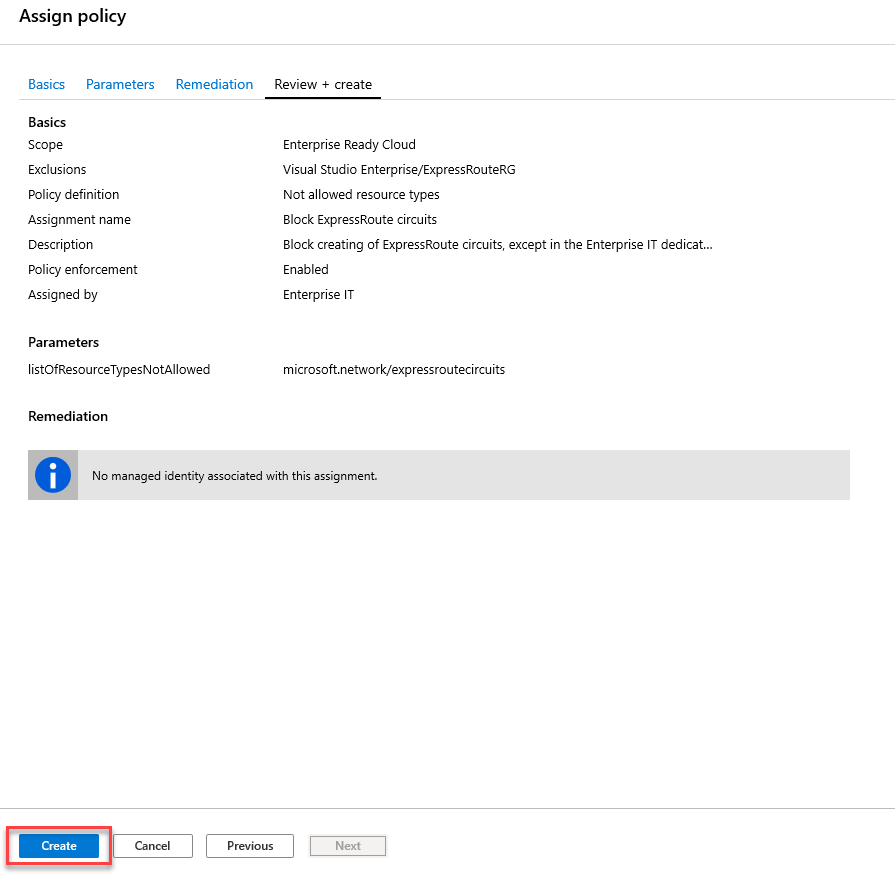 Assign policy
Basics Parameters Remediation Review + create
Basics
Scope Enterprise Ready Cloud
Exclusions Visual Studio Enterprise/ExpressRouteRG
Policy definition Not allowed resource types
Assignment name Block ExpressRoute circuits
Description Block creating of ExpressRoute circuits, except in the Enterprise IT dedicat...
Policy enforcement Enabled
Assigned by Enterprise IT
Parameters
listOfResourceTypesNotAllowed microsoft.network/expressroutecircuits
Remediation
No managed identity associated with this assignment.
Create Cancel Previous Next